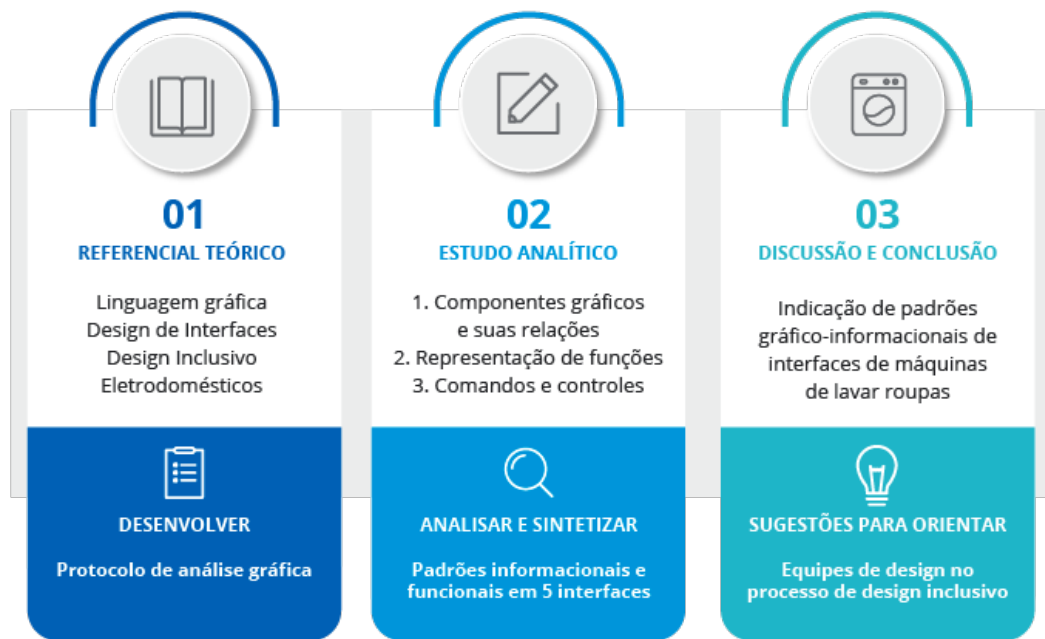 01
REFERENCIAL TEÓRICO
Linguagem gráfica
Design de Interfaces
Design Inclusivo
Eletrodomésticos
DESENVOLVER
Protocolo de análise gráfica
02
ESTUDO ANALÍTICO
1. Componentes gráficos
e suas relações
2. Representação de funções
3. Comandos e controles
ANALISAR E SINTETIZAR
Padrões informacionais e
funcionais em 5 interfaces
03
DISCUSSÃO E CONCLUSÃO
Indicação de padrões
gráfico-informacionais de
interfaces de máquinas
de lavar roupas
SUGESTÕES PARA ORIENTAR
Equipes de design no
processo de design inclusivo